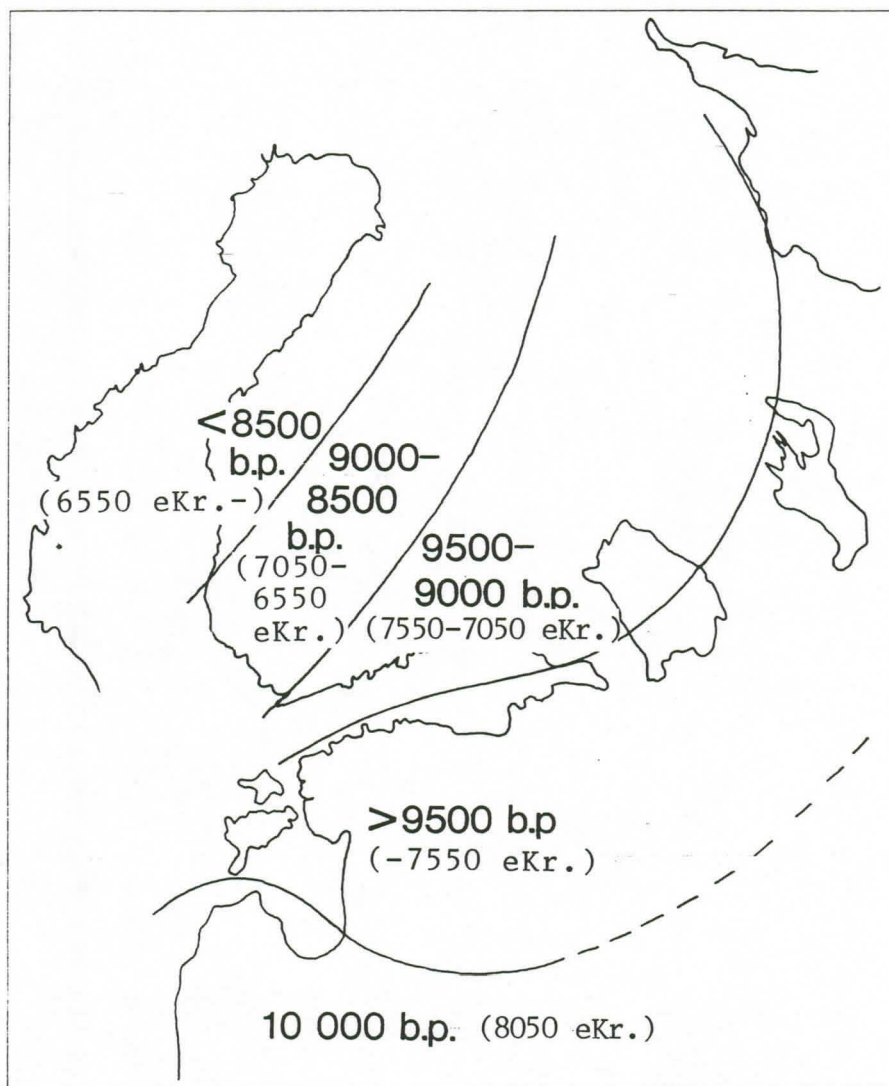 <8500
b.p.
(6550 eKr.-)
9000–
8500
b.p.
(7050-
6550
eKr.)
9500–
9000 b.p.
(7550-7050 eKr.)
>9500 b.p
(-7550 eKr.)
10 000 b.p. (8050 eKr.)